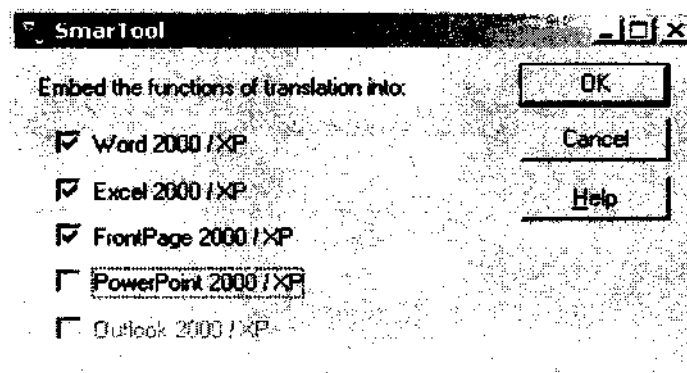 SmarTool
Embed the functions of translation into:
OK
Word 2000 / XP
Cancel
Excel 2000 / XP
Help
FrontPage 2000 / XP
PowerPoint 2000 / XP
Outlook 2000 / XP